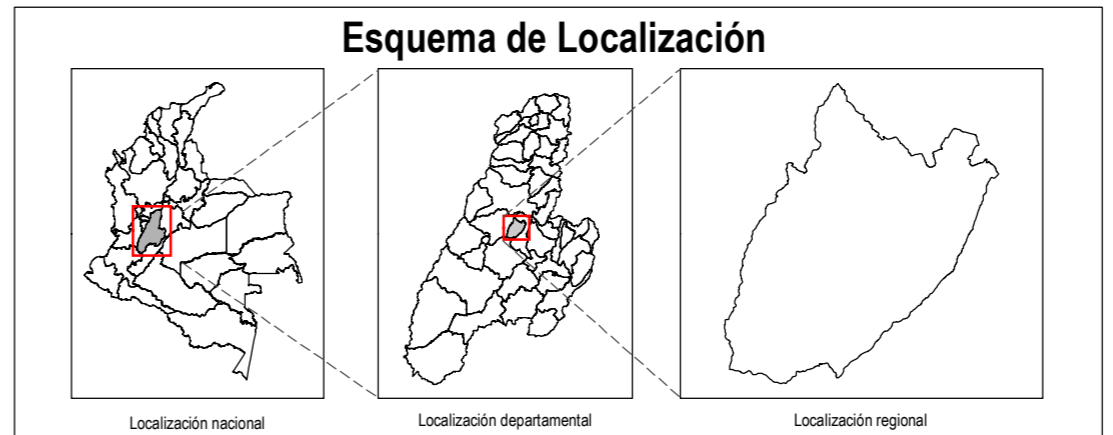 Esquema de Localización
Localización nacional
Localización departamental
Localización regional